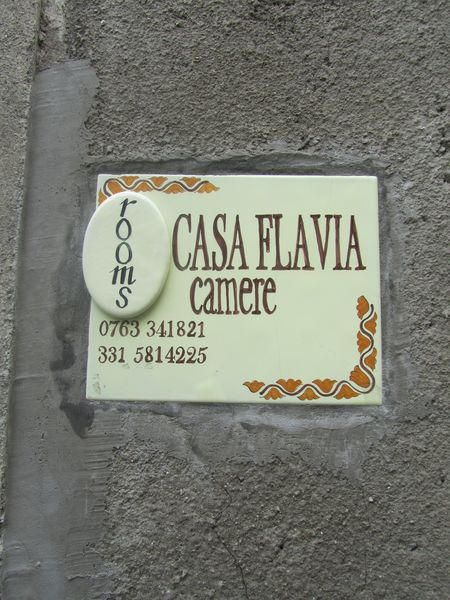 rooms
CASA FLAVIA
camere
0763 341821
331 5814225